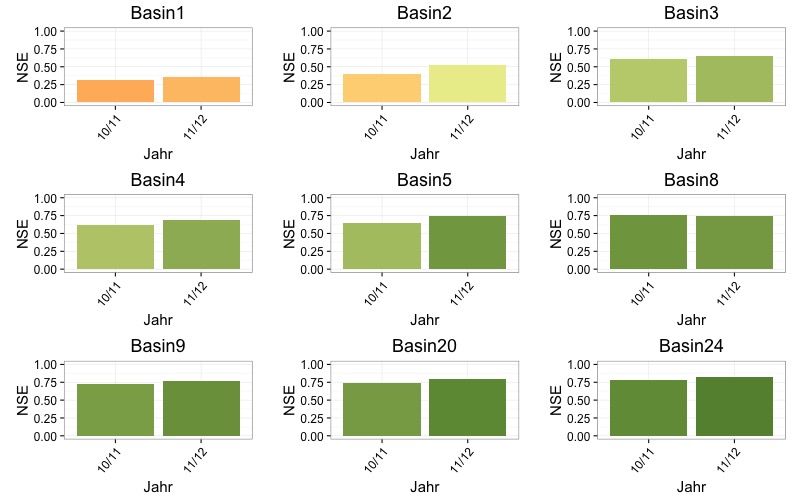 Basin1
NSE
1.00
0.75
0.50
0.25
0.00
10/11
11/12
Jahr
Basin2
NSE
1.00
0.75
0.50
0.25
0.00
10/11
11/12
Jahr
Basin3
NSE
1.00
0.75
0.50
0.25
0.00
10/11
11/12
Jahr
Basin4
NSE
1.00
0.75
0.50
0.25
0.00
10/11
11/12
Jahr
Basin5
NSE
1.00
0.75
0.50
0.25
0.00
10/11
11/12
Jahr
Basin8
NSE
1.00
0.75
0.50
0.25
0.00
10/11
11/12
Jahr
Basin9
NSE
1.00
0.75
0.50
0.25
0.00
10/11
11/12
Jahr
Basin20
NSE
1.00
0.75
0.50
0.25
0.00
10/11
11/12
Jahr
Basin24
NSE
1.00
0.75
0.50
0.25
0.00
10/11
11/12
Jahr